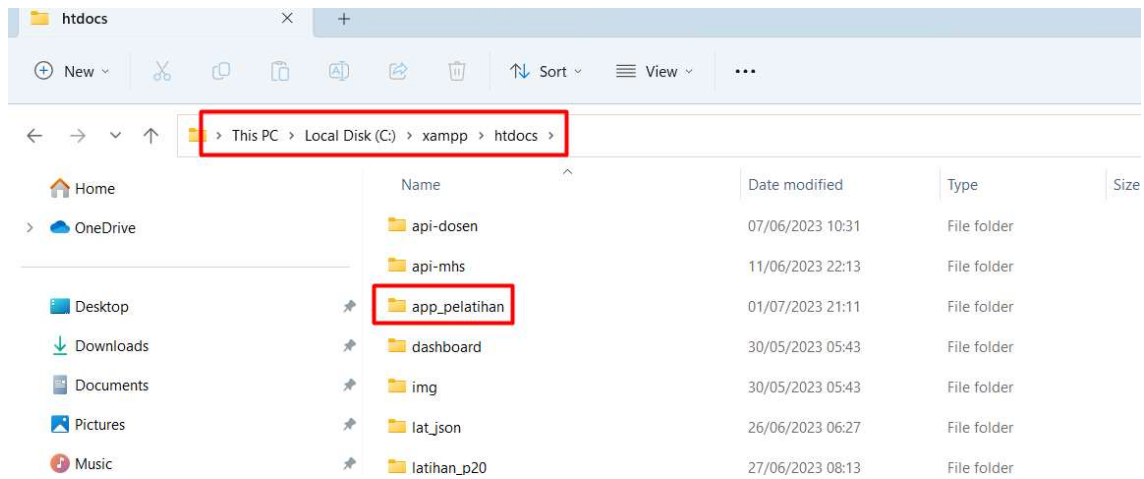 htdocs
New Sort View
This PC > Local Disk (C:) > xampp > htdocs >
Name Date modified Type Size
Home
OneDrive
Desktop
Downloads
Documents
Pictures
Music
api-dosen 07/06/2023 10:31 File folder
api-mhs 11/06/2023 22:13 File folder
app_pelatihan 01/07/2023 21:11 File folder
dashboard 30/05/2023 05:43 File folder
img 30/05/2023 05:43 File folder
lat_json 26/06/2023 06:27 File folder
latihan_p20 27/06/2023 08:13 File folder